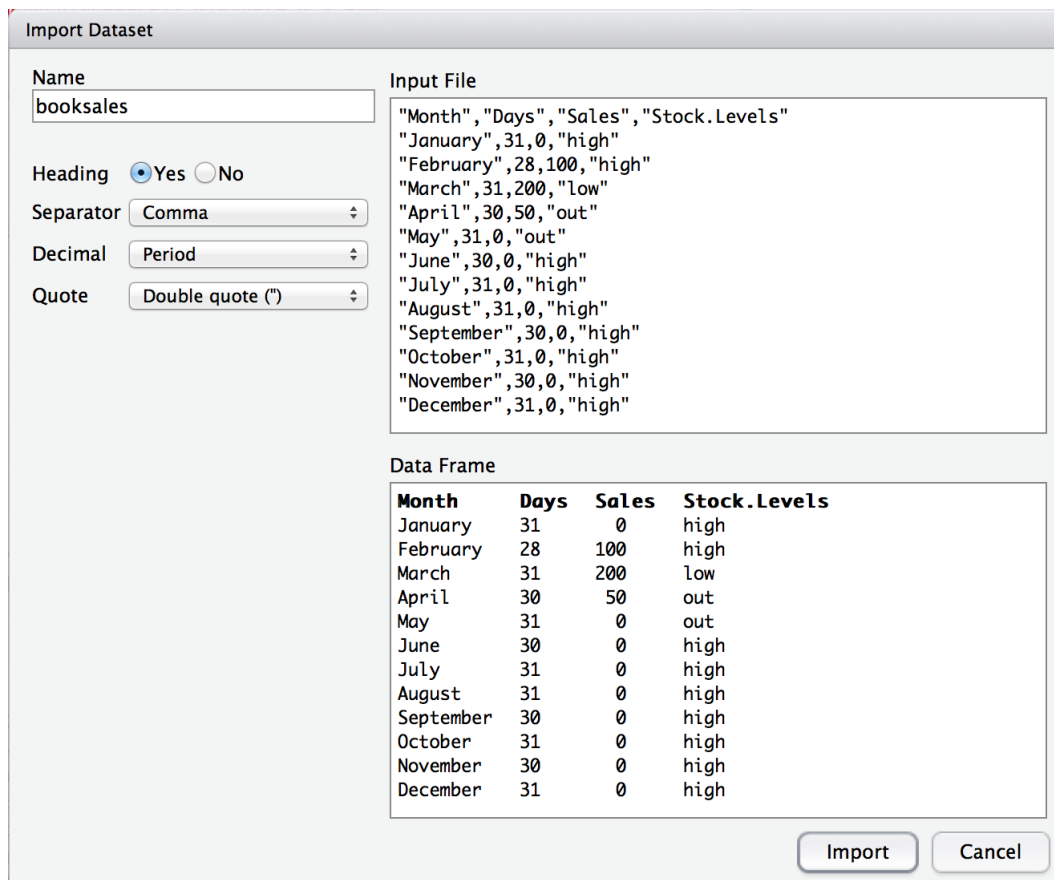 Import Dataset
Name
booksales
Heading Yes No
Separator Comma
Decimal Period
Quote Double quote (")
Input File
"Month","Days","Sales","Stock.Levels"
"January",31,0,"high"
"February",28,100,"high"
"March",31,200,"low"
"April",30,50,"out"
"May",31,0,"out"
"June",30,0,"high"
"July",31,0,"high"
"August",31,0,"high"
"September",30,0,"high"
"October",31,0,"high"
"November",30,0,"high"
"December",31,0,"high"
Data Frame
Month Days Sales Stock.Levels
January 31 0 high
February 28 100 high
March 31 200 low
April 30 50 out
May 31 0 out
June 30 0 high
July 31 0 high
August 31 0 high
September 30 0 high
October 31 0 high
November 30 0 high
December 31 0 high
Import Cancel